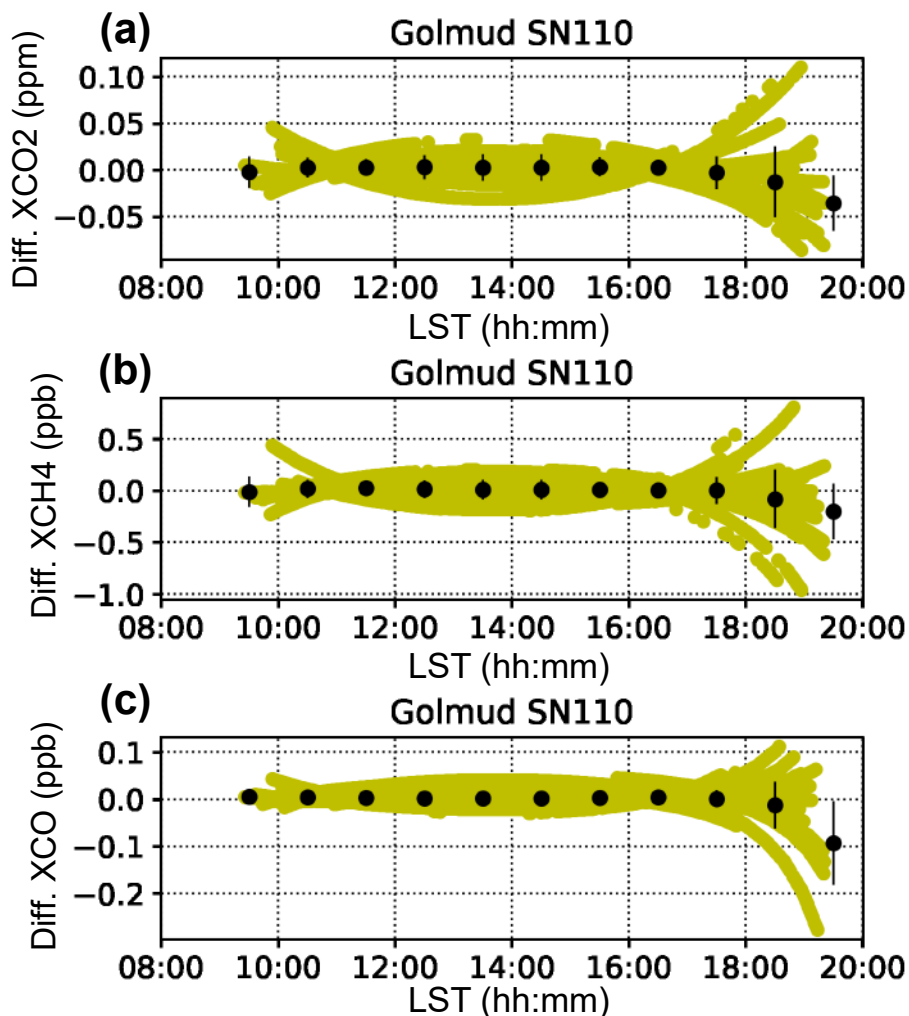 (a)
Golmud SN110
Diff. XCO2 (ppm)
0.10
0.05
0.00
−0.05
08:00 10:00 12:00 14:00 16:00 18:00 20:00
LST (hh:mm)
(b)
Golmud SN110
Diff. XCH4 (ppb)
0.5
0.0
−0.5
−1.0
08:00 10:00 12:00 14:00 16:00 18:00 20:00
LST (hh:mm)
(c)
Golmud SN110
Diff. XCO (ppb)
0.1
0.0
−0.1
−0.2
08:00 10:00 12:00 14:00 16:00 18:00 20:00
LST (hh:mm)